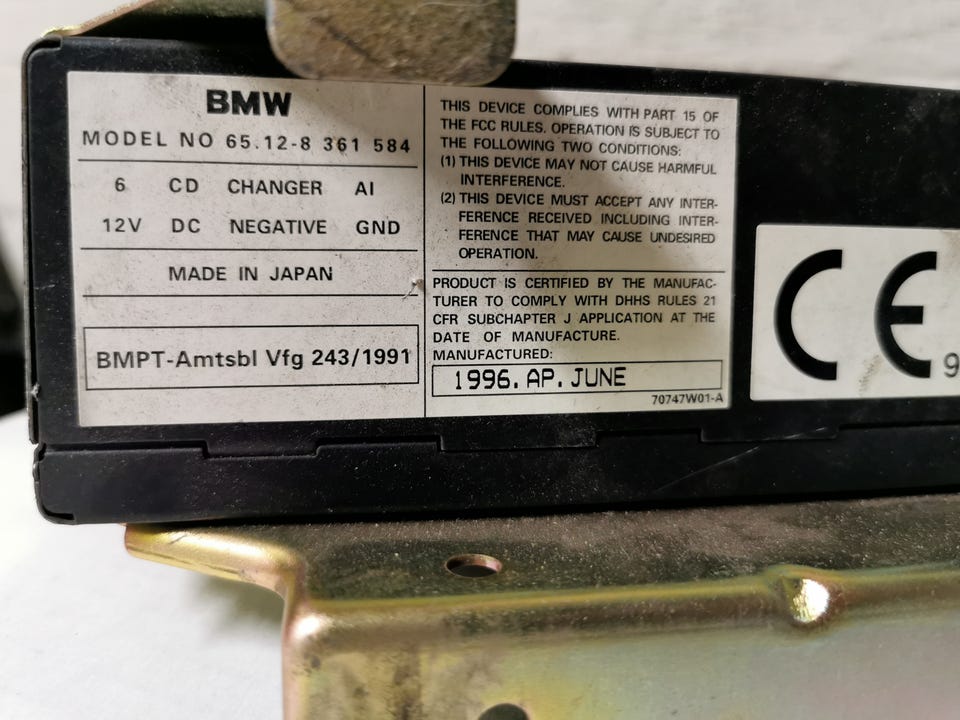 BMW
MODEL NO 65.12-8 361 584
6 CD CHANGER AI
12V DC NEGATIVE GND
MADE IN JAPAN
BMPT-Amtsbl Vfg 243/1991
THIS DEVICE COMPLIES WITH PART 15 OF
THE FCC RULES. OPERATION IS SUBJECT TO
THE FOLLOWING TWO CONDITIONS:
(1) THIS DEVICE MAY NOT CAUSE HARMFUL
INTERFERENCE.
(2) THIS DEVICE MUST ACCEPT ANY INTER-
FERENCE RECEIVED INCLUDING INTER-
FERENCE THAT MAY CAUSE UNDESIRED
OPERATION.
PRODUCT IS CERTIFIED BY THE MANUFAC-
TURER TO COMPLY WITH DHHS RULES 21
CFR SUBCHAPTER J APPLICATION AT THE
DATE OF MANUFACTURE.
MANUFACTURED:
1996. AP. JUNE
70747W01-A
CE 9